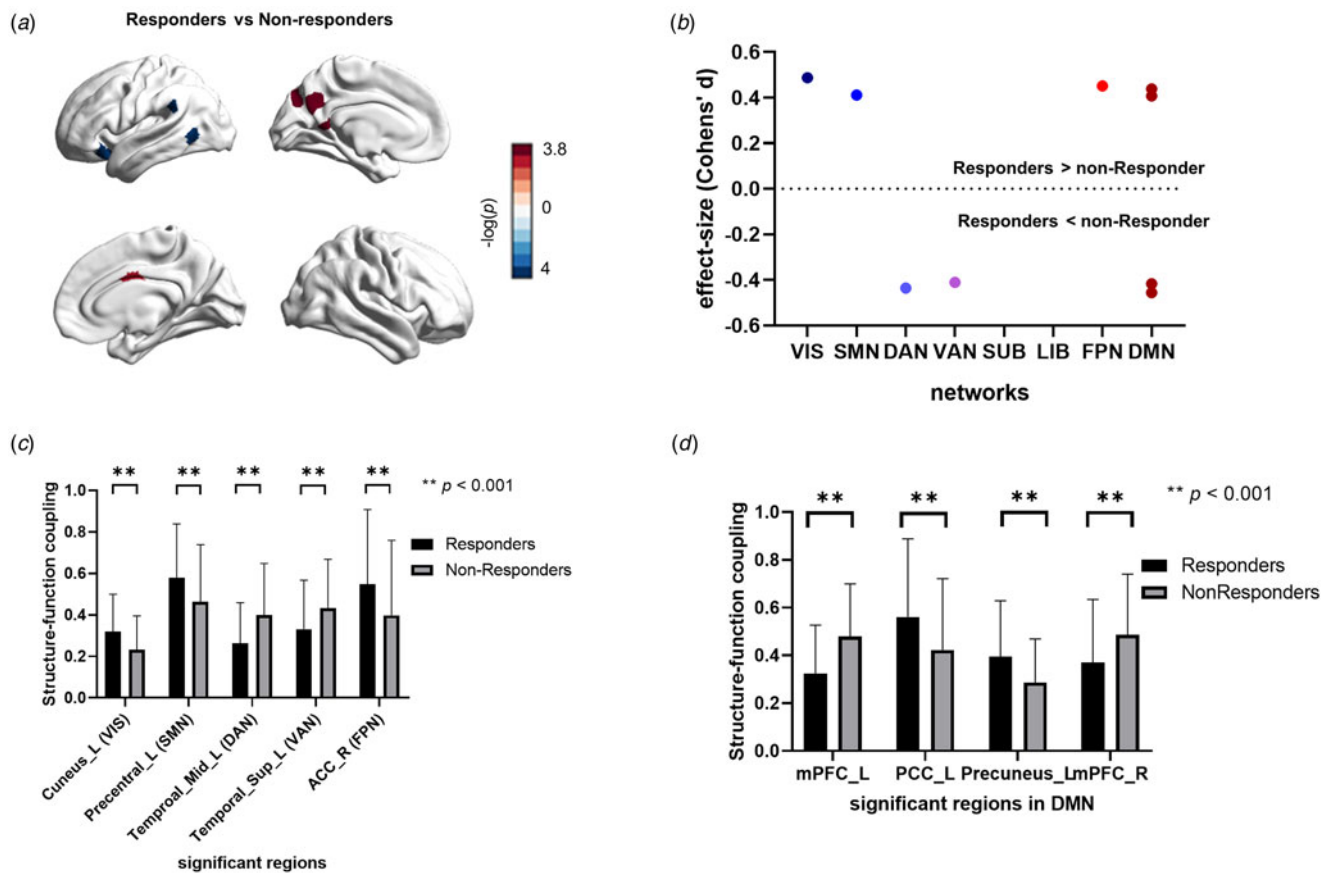 (a)
Responders vs Non-responders
3.8
0
4
-log(p)
(b)
0.6
0.4
0.2
0.0
-0.2
-0.4
-0.6
effect-size (Cohens' d)
Responders > non-Responder
Responders < non-Responder
VIS SMN DAN VAN SUB LIB FPN DMN
networks
(c)
** ** ** ** **
** p < 0.001
1.0
0.8
0.6
0.4
0.2
0.0
Structure-function coupling
Responders
Non-Responders
Cuneus_L (VIS)
Precentral_L (SMN)
Temproal_Mid_L (DAN)
Temporal_Sup_L (VAN)
ACC_R (FPN)
significant regions
(d)
** ** ** **
** p < 0.001
1.0
0.8
0.6
0.4
0.2
0.0
Structure-function coupling
Responders
NonResponders
mPFC_L PCC_L Precuneus_L mPFC_R
significant regions in DMN